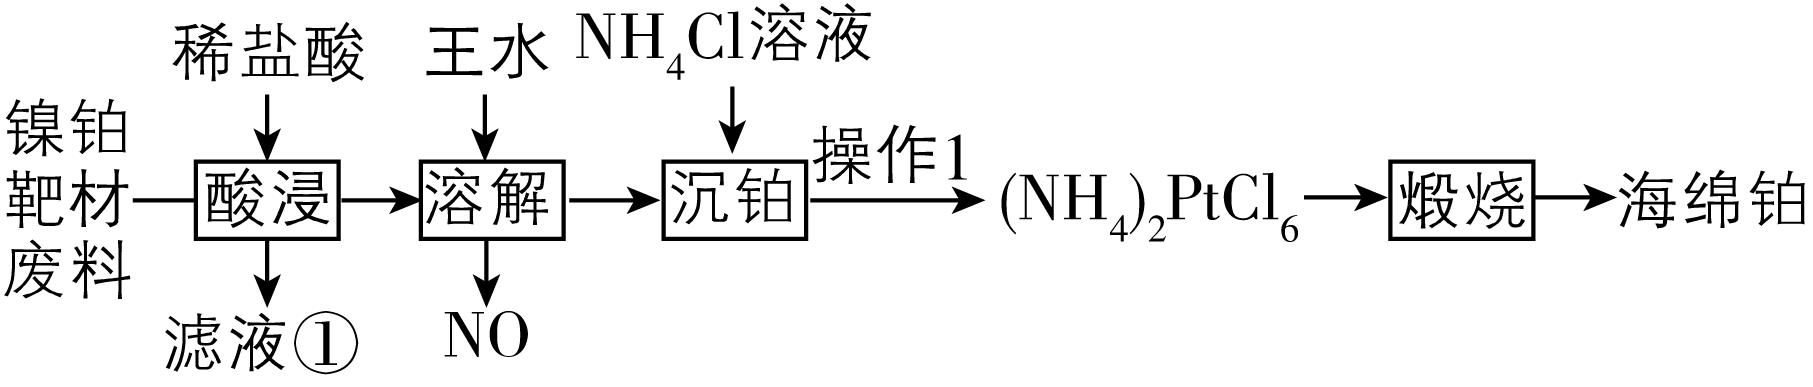 稀盐酸
王水
NH₄Cl溶液
镍铂
靶材
废料
酸浸
溶解
沉铂
操作1
(NH₄)₂PtCl₆
煅烧
海绵铂
滤液①
NO